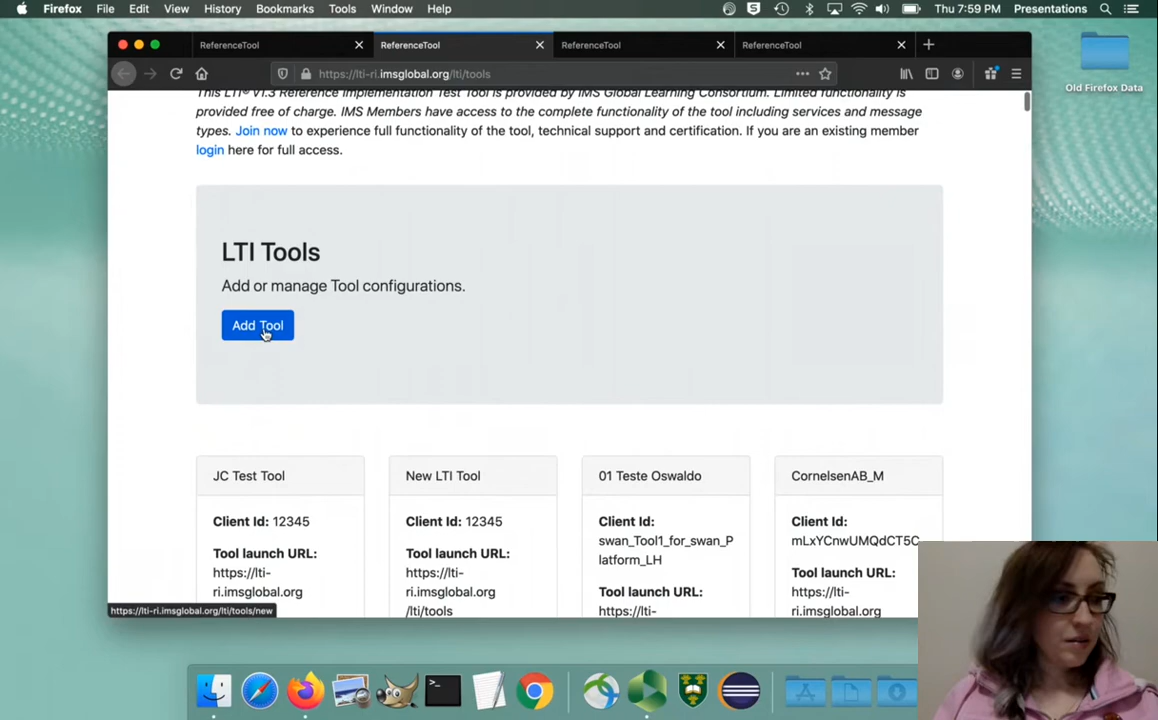 Firefox File Edit View History Bookmarks Tools Window Help Thu 7:59 PM Presentations
ReferenceTool ReferenceTool ReferenceTool ReferenceTool
https://lti-ri.imsglobal.org/lti/tools
Old Firefox Data
This LTI® V1.3 Reference Implementation Test Tool is provided by IMS Global Learning Consortium. Limited functionality is
provided free of charge. IMS Members have access to the complete functionality of the tool including services and message
types. Join now to experience full functionality of the tool, technical support and certification. If you are an existing member
login here for full access.
LTI Tools
Add or manage Tool configurations.
Add Tool
JC Test Tool
Client Id: 12345
Tool launch URL:
https://lti-
ri.imsglobal.org
New LTI Tool
Client Id: 12345
Tool launch URL:
https://lti-
ri.imsglobal.org
/lti/tools
01 Teste Oswaldo
Client Id:
swan_Tool1_for_swan_P
latform_LH
Tool launch URL:
https://lti-
CornelsenAB_M
Client Id:
mLxYCnwUMQdCT5C
Tool launch URL:
https://lti-
ri.imsglobal.org
https://lti-ri.imsglobal.org/lti/tools/new